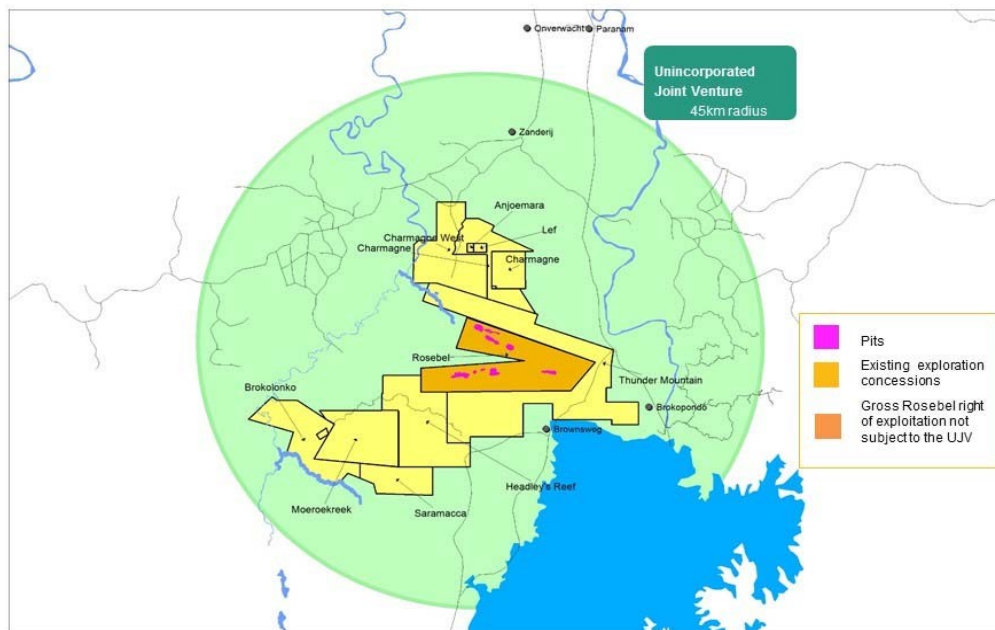 Onverwacht
Paranam
Unincorporated
Joint Venture
45km radius
Zanderij
Anjoemara
Lef
Charmagne West
Charmagne
Charmagne
Rosebel
Thunder Mountain
Brokolonko
Brokopondo
Brownsweg
Headley's Reef
Moeroekreek
Saramacca
Pits
Existing exploration
concessions
Gross Rosebel right
of exploitation not
subject to the UJV